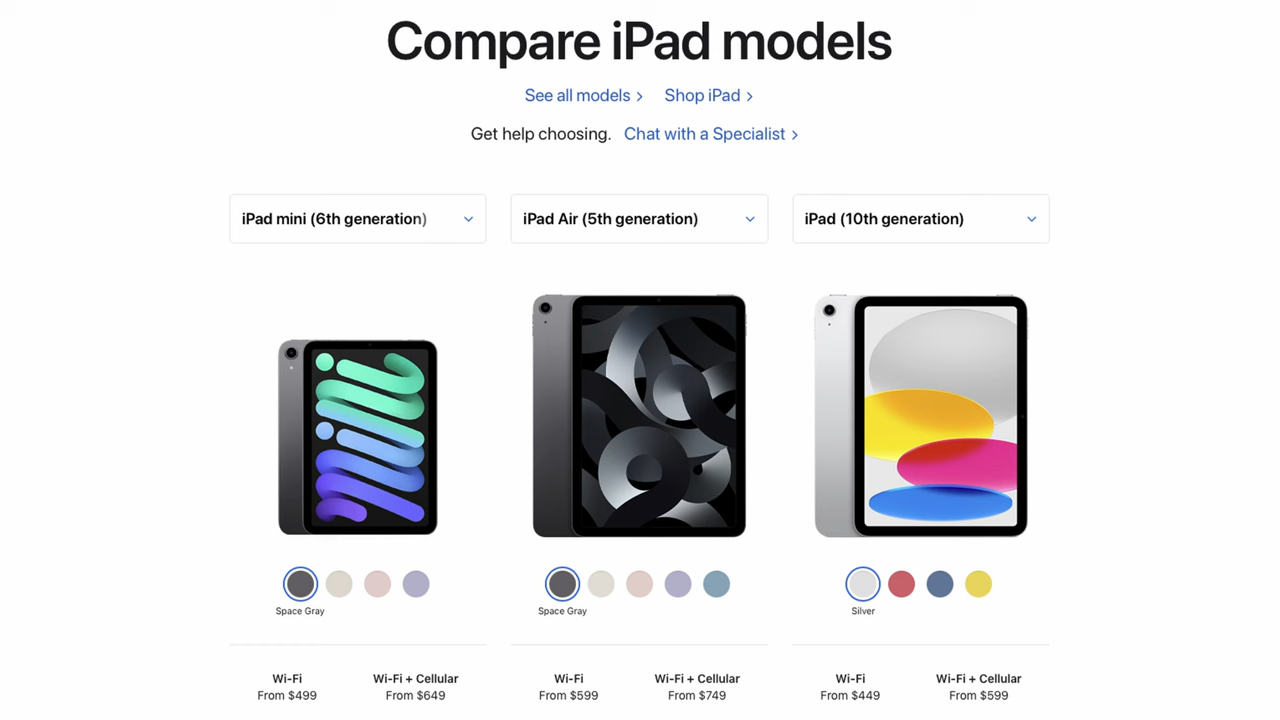 Compare iPad models
See all models >  Shop iPad >
Get help choosing.  Chat with a Specialist >
iPad mini (6th generation)  iPad Air (5th generation)  iPad (10th generation)
Space Gray  Space Gray  Silver
Wi-Fi  Wi-Fi + Cellular  Wi-Fi  Wi-Fi + Cellular  Wi-Fi  Wi-Fi + Cellular
From $499  From $649  From $599  From $749  From $449  From $599